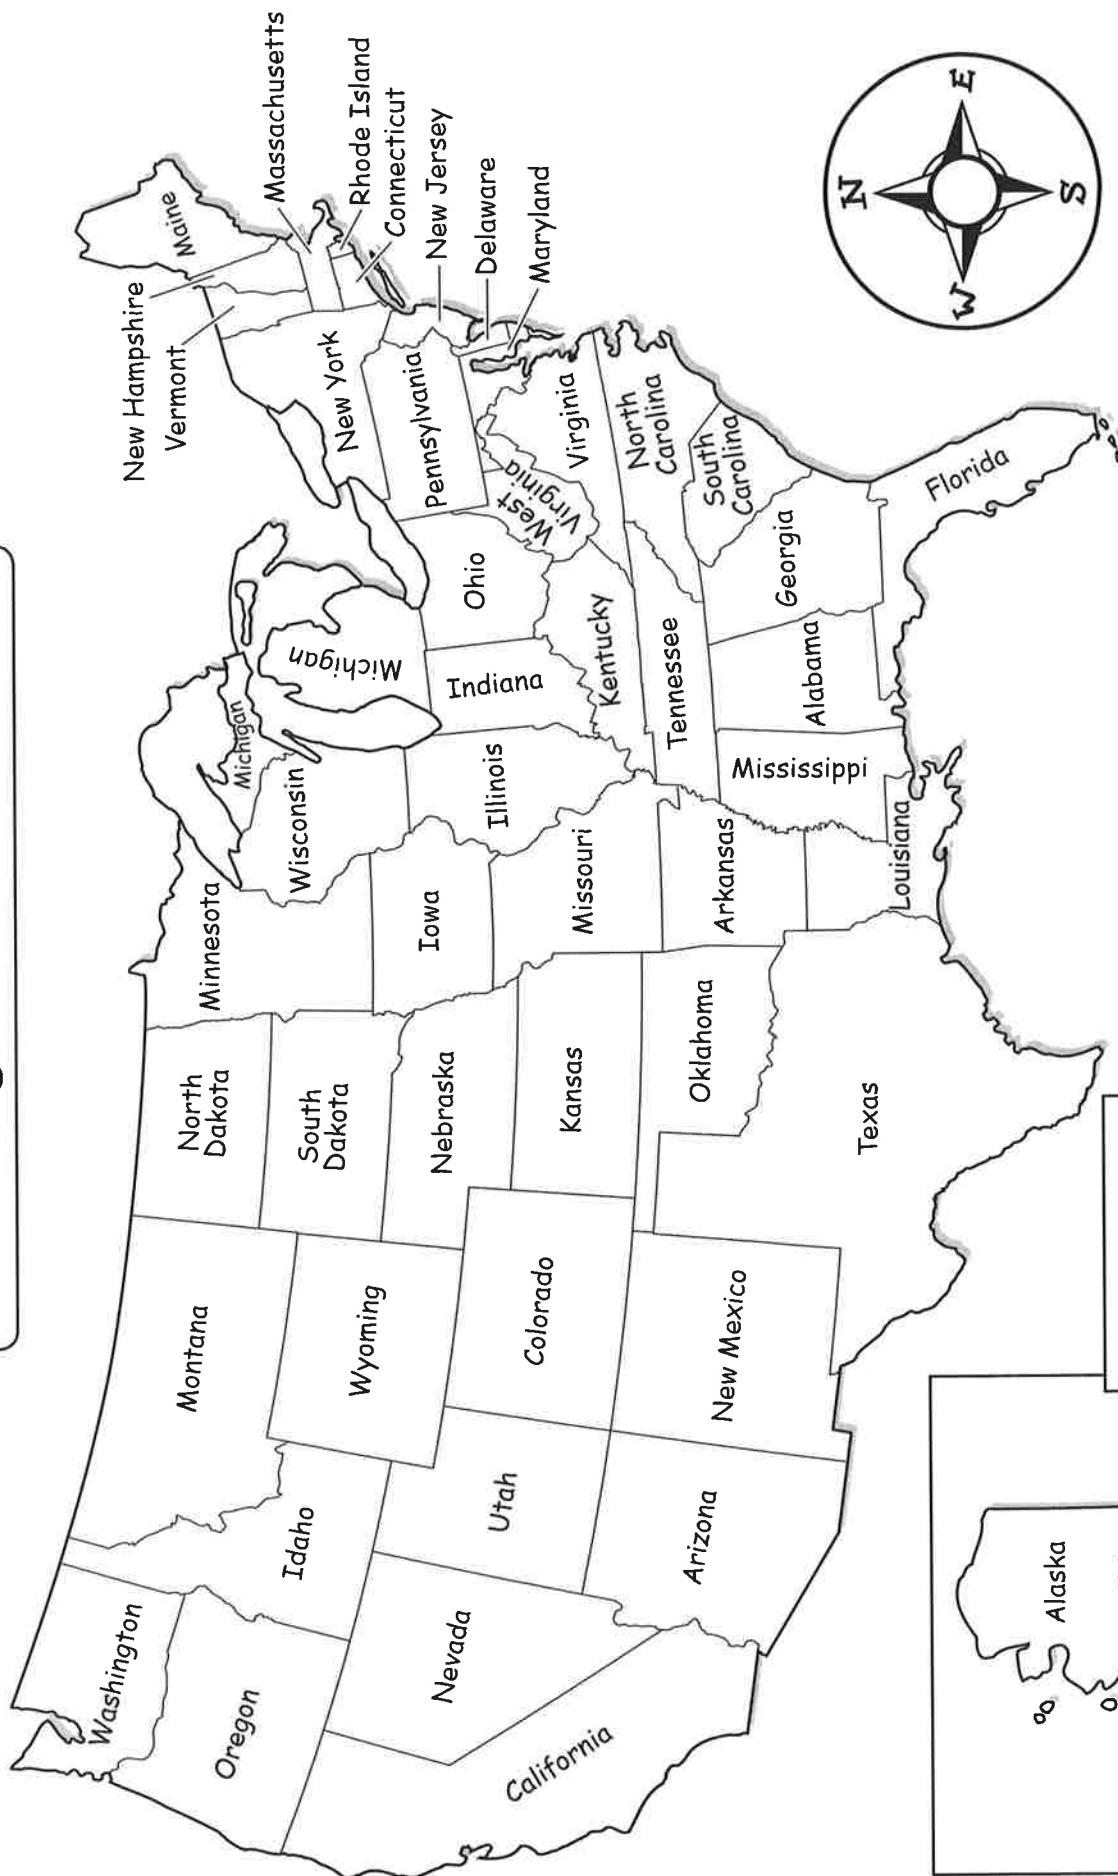 Washington
Oregon
California
Nevada
Idaho
Montana
Wyoming
Utah
Arizona
Colorado
New Mexico
North
Dakota
South
Dakota
Nebraska
Kansas
Oklahoma
Texas
Minnesota
Iowa
Missouri
Arkansas
Louisiana
Wisconsin
Illinois
Michigan
Michigan
Indiana
Ohio
Kentucky
Tennessee
Mississippi
Alabama
Georgia
Florida
South
Carolina
North
Carolina
Virginia
West
Virginia
Pennsylvania
New York
Vermont
New Hampshire
Maine
Massachusetts
Rhode Island
Connecticut
New Jersey
Delaware
Maryland
N
E
S
W
Alaska